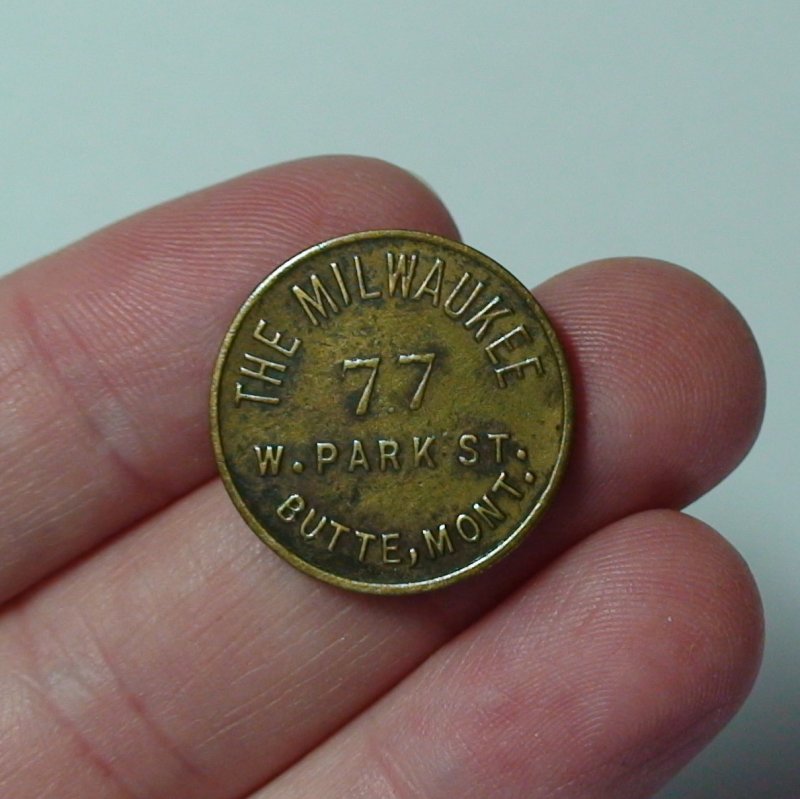 THE MILWAUKEE
77
W. PARK ST.
BUTTE, MONT.